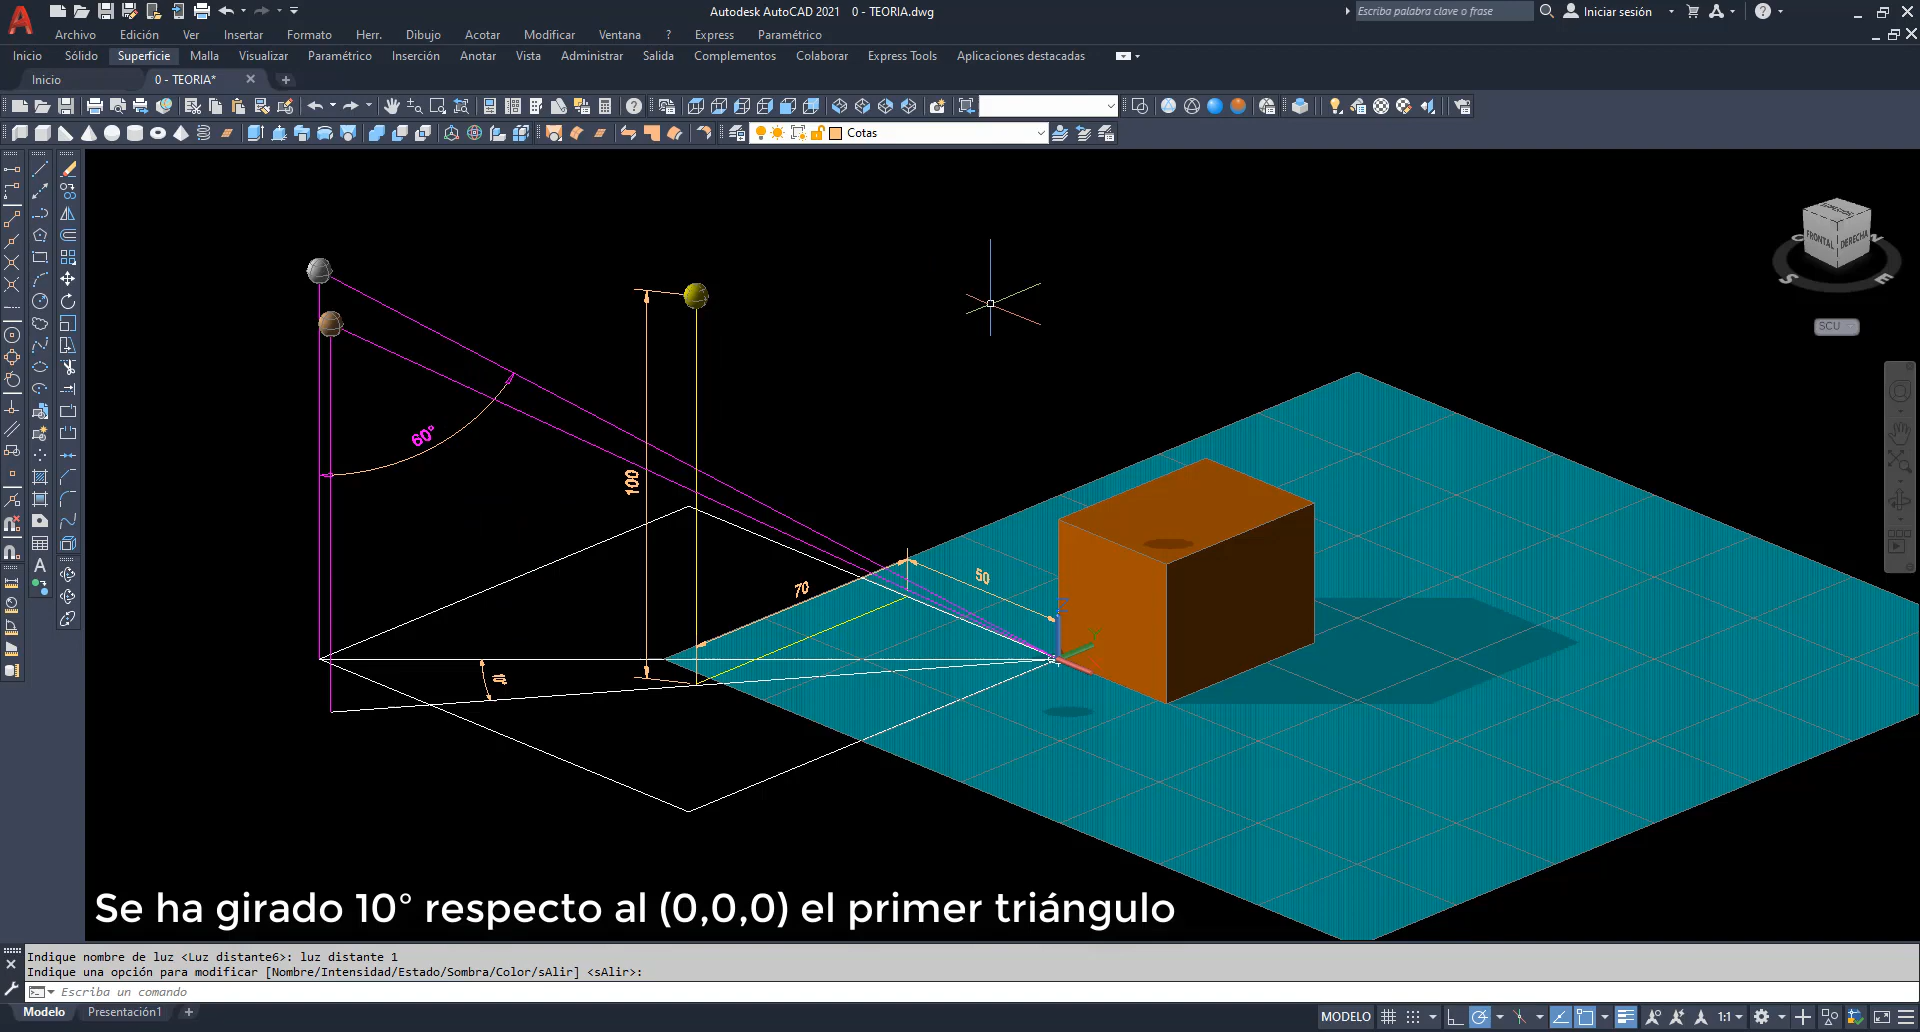 Autodesk AutoCAD 2021 0 - TEORIA.dwg
Escriba palabra clave o frase
Iniciar sesión
Archivo Edición Ver Insertar Formato Herr. Dibujo Acotar Modificar Ventana ? Express Paramétrico
Inicio Sólido Superficie Malla Visualizar Paramétrico Inserción Anotar Vista Administrar Salida Complementos Colaborar Express Tools Aplicaciones destacadas
Inicio 0 - TEORIA*
Cotas
FRONTAL DERECHA
S E
SCU
60°
100
70
50
10°
Z
Y
Se ha girado 10° respecto al (0,0,0) el primer triángulo
Indique nombre de luz <Luz distante6>: luz distante 1
Indique una opción para modificar [Nombre/Intensidad/Estado/Sombra/Color/sAlir] <sAlir>:
Escriba un comando
Modelo Presentación1
MODELO 1:1